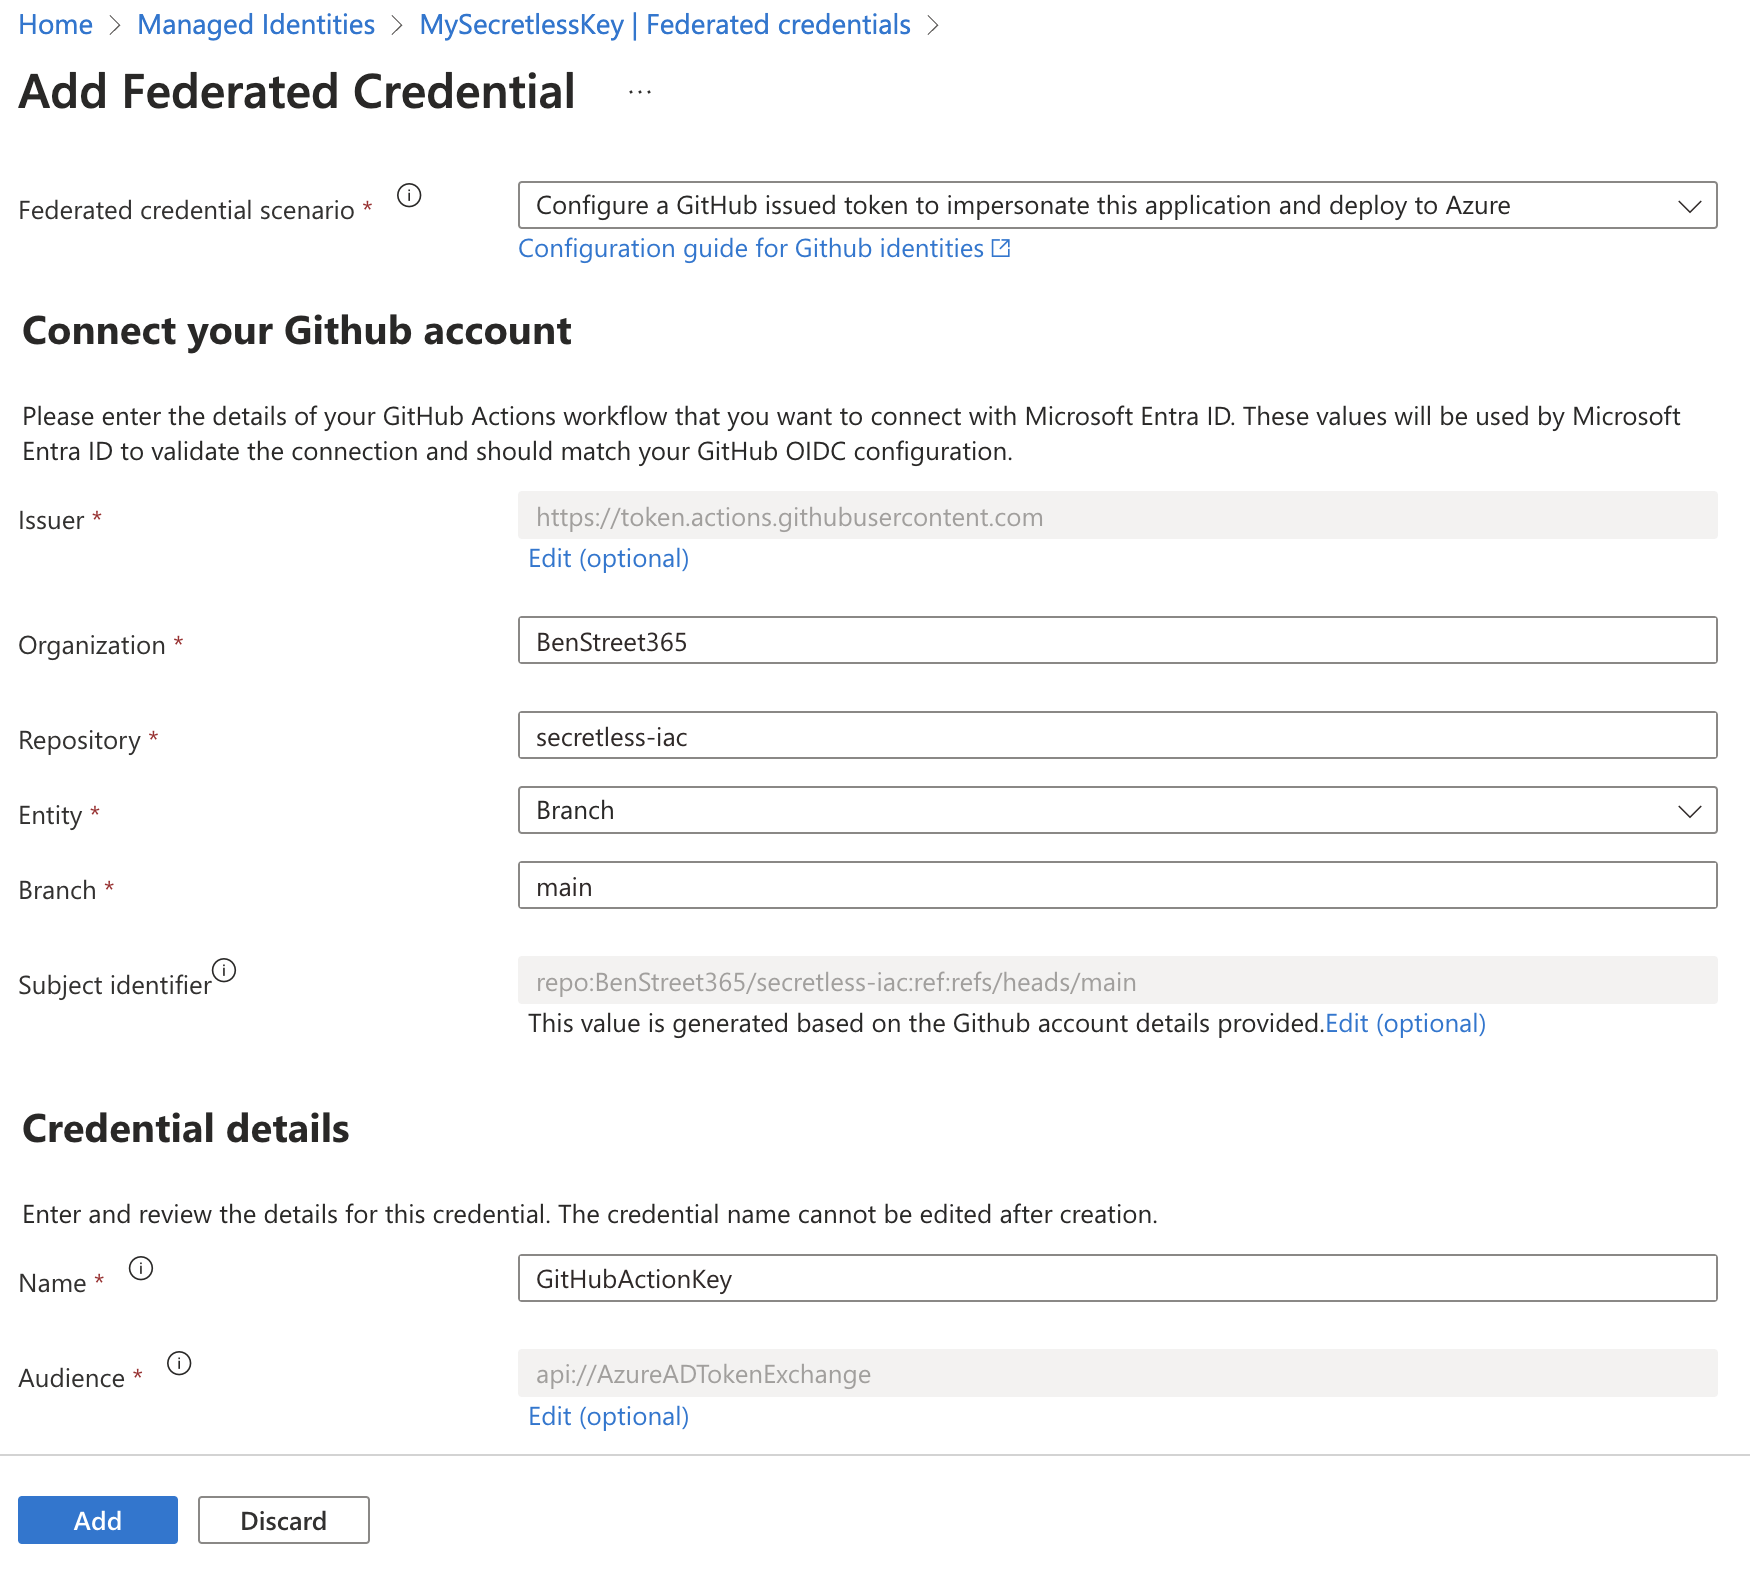 Home > Managed Identities > MySecretlessKey | Federated credentials >
Add Federated Credential ...
Federated credential scenario *
Configure a GitHub issued token to impersonate this application and deploy to Azure
Configuration guide for Github identities
Connect your Github account
Please enter the details of your GitHub Actions workflow that you want to connect with Microsoft Entra ID. These values will be used by Microsoft
Entra ID to validate the connection and should match your GitHub OIDC configuration.
Issuer *
https://token.actions.githubusercontent.com
Edit (optional)
Organization *
BenStreet365
Repository *
secretless-iac
Entity *
Branch
Branch *
main
Subject identifier
repo:BenStreet365/secretless-iac:ref:refs/heads/main
This value is generated based on the Github account details provided.Edit (optional)
Credential details
Enter and review the details for this credential. The credential name cannot be edited after creation.
Name *
GitHubActionKey
Audience *
api://AzureADTokenExchange
Edit (optional)
Add
Discard